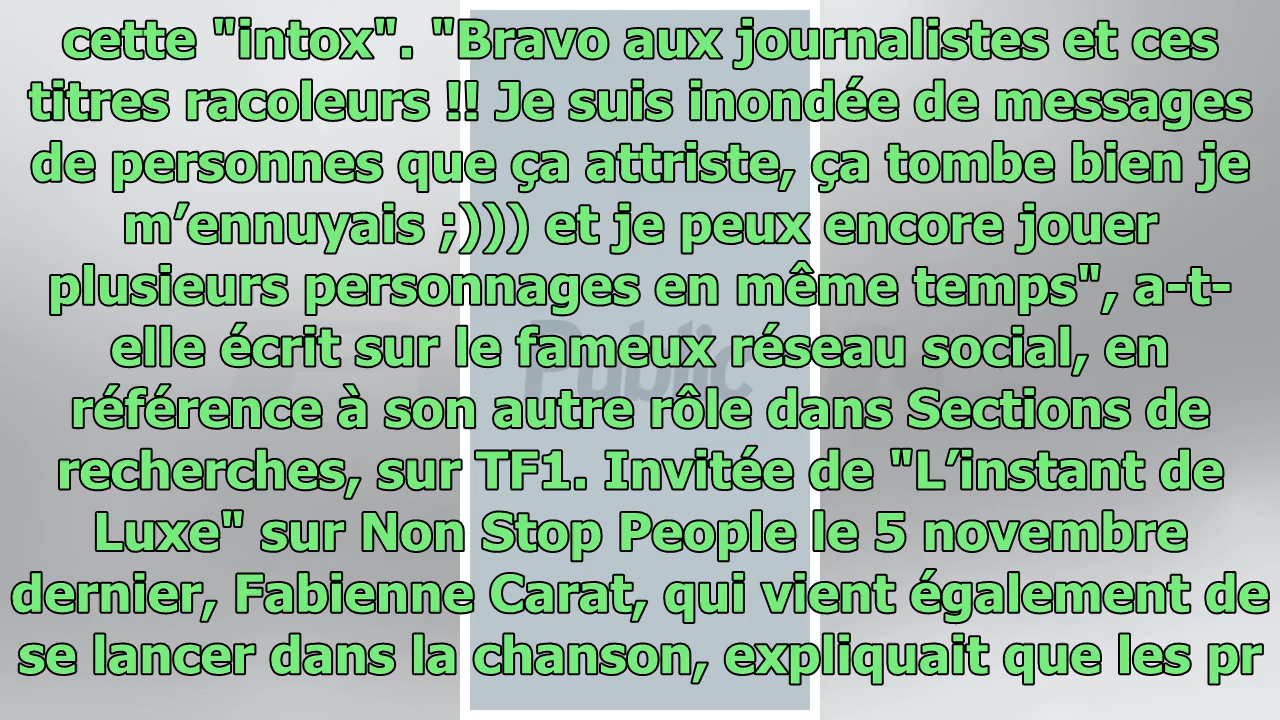 cette "intox". "Bravo aux journalistes et ces
titres racoleurs !! Je suis inondée de messages
de personnes que ça attriste, ça tombe bien je
m’ennuyais ;))) et je peux encore jouer
plusieurs personnages en même temps", a-t-
elle écrit sur le fameux réseau social, en
référence à son autre rôle dans Sections de
recherches, sur TF1. Invitée de "L’instant de
Luxe" sur Non Stop People le 5 novembre
dernier, Fabienne Carat, qui vient également de
se lancer dans la chanson, expliquait que les pr
Public